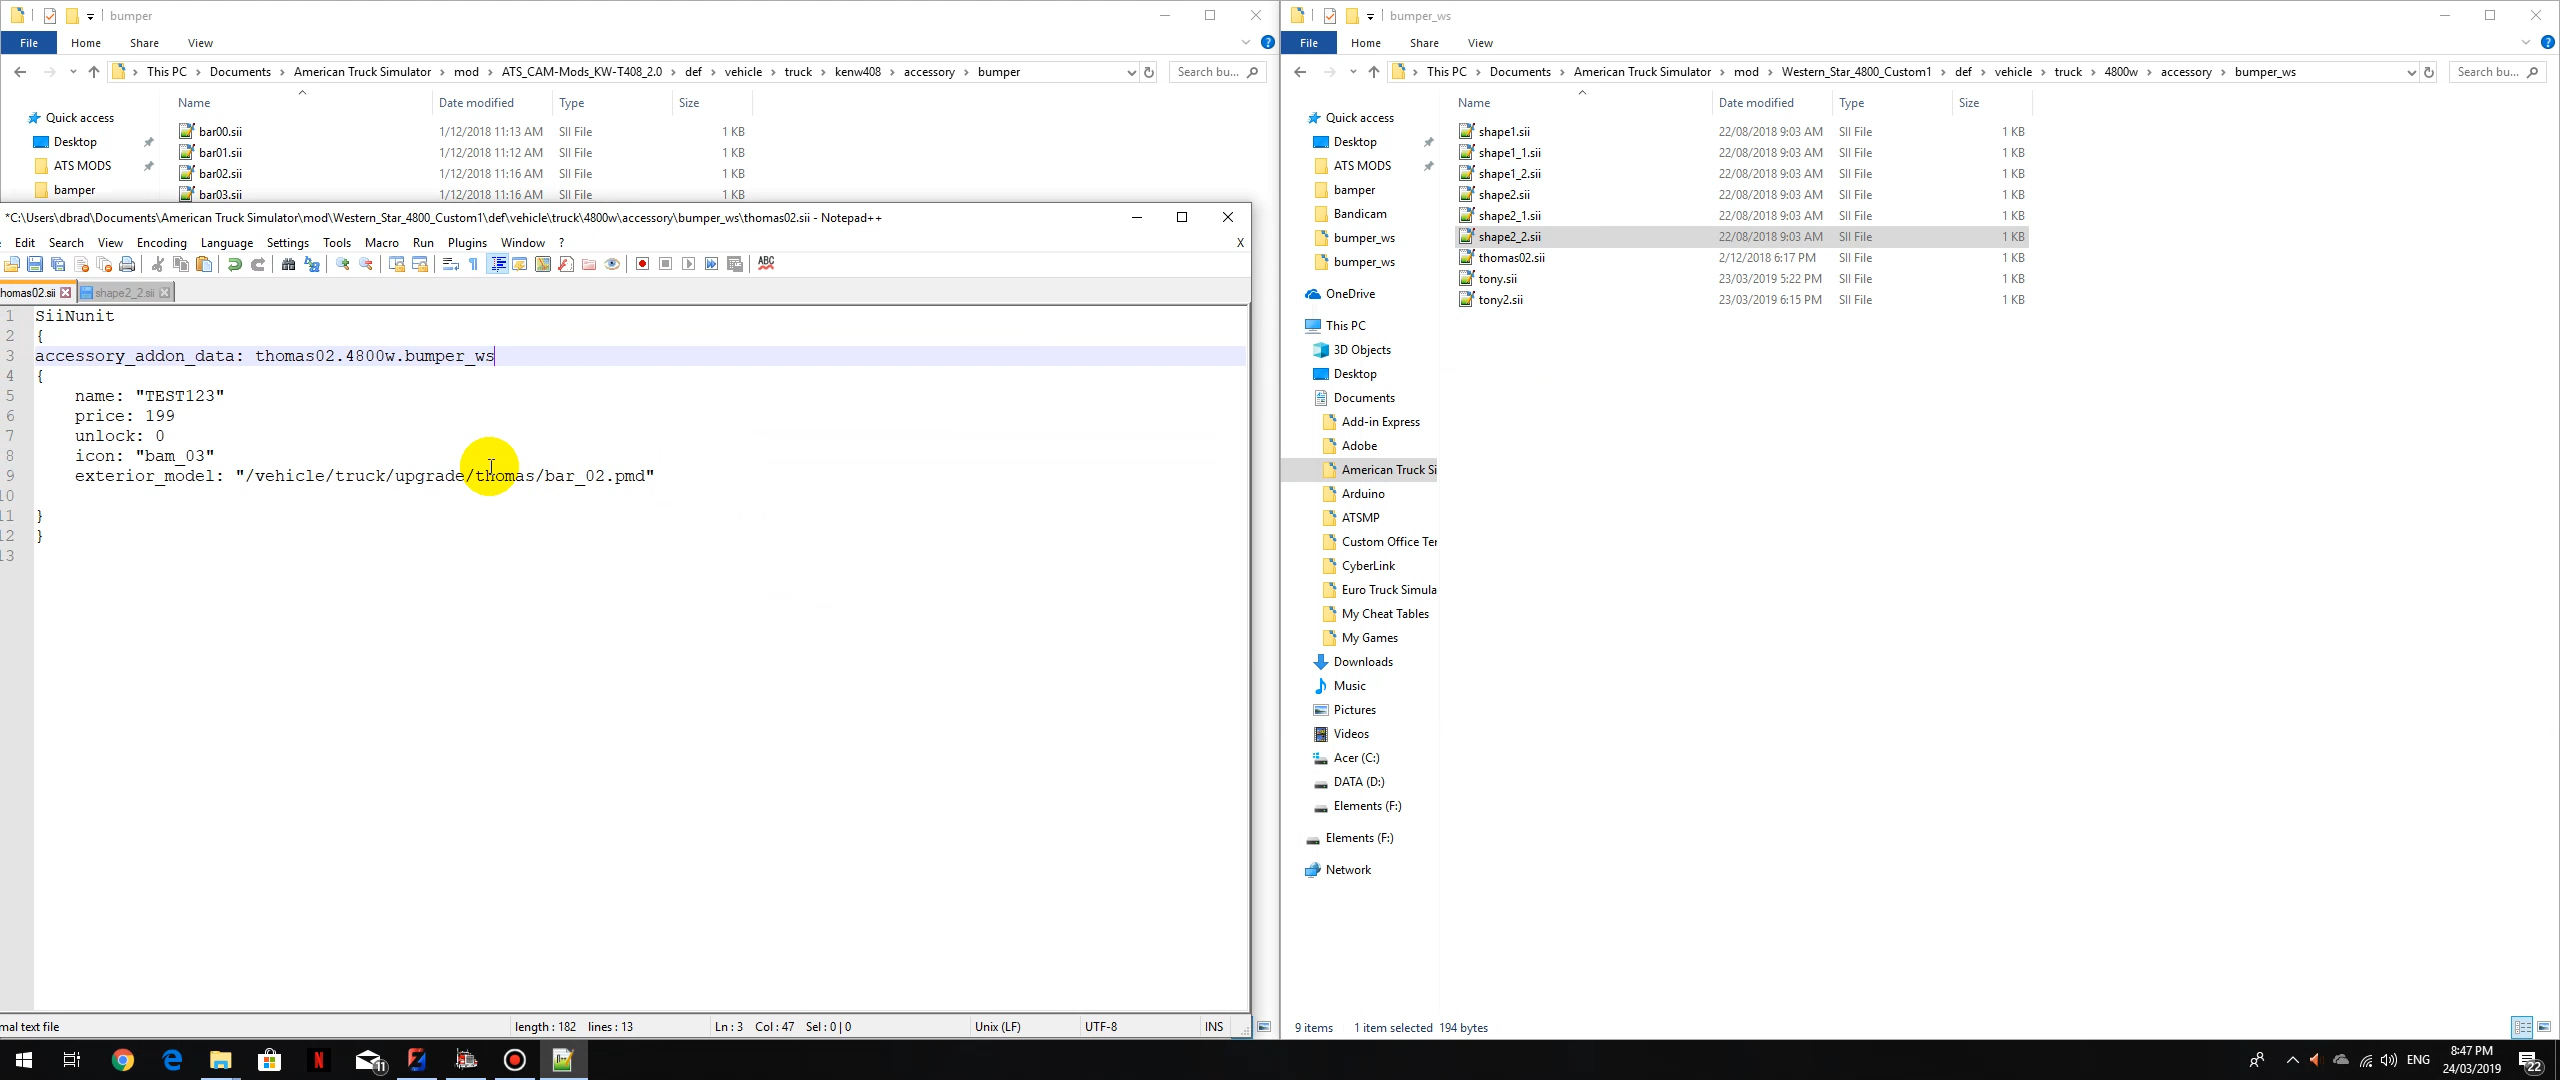 bumper
File Home Share View
This PC Documents American Truck Simulator mod ATS_CAM-Mods_KW-T408_2.0 def vehicle truck kenw408 accessory bumper Search bu...
Name Date modified Type Size
Quick access
Desktop
ATS MODS
bamper
bar00.sii 1/12/2018 11:13 AM SII File 1 KB
bar01.sii 1/12/2018 11:12 AM SII File 1 KB
bar02.sii 1/12/2018 11:16 AM SII File 1 KB
bar03.sii 1/12/2018 11:16 AM SII File 1 KB
*C:\Users\dbrad\Documents\American Truck Simulator\mod\Western_Star_4800_Custom1\def\vehicle\truck\4800w\accessory\bumper_ws\thomas02.sii - Notepad++
Edit Search View Encoding Language Settings Tools Macro Run Plugins Window ? X
ABC
homas02.sii shape2_2.sii
1 SiiNunit
2 {
3 accessory_addon_data: thomas02.4800w.bumper_ws
4 {
5 name: "TEST123"
6 price: 199
7 unlock: 0
8 icon: "bam_03"
9 exterior_model: "/vehicle/truck/upgrade/thomas/bar_02.pmd"
10
11 }
12 }
13
mal text file length : 182 lines : 13 Ln : 3 Col : 47 Sel : 0 | 0 Unix (LF) UTF-8 INS
bumper_ws
File Home Share View
This PC Documents American Truck Simulator mod Western_Star_4800_Custom1 def vehicle truck 4800w accessory bumper_ws Search bu...
Name Date modified Type Size
Quick access
Desktop
ATS MODS
bamper
Bandicam
bumper_ws
bumper_ws
OneDrive
This PC
3D Objects
Desktop
Documents
Add-in Express
Adobe
American Truck Si
Arduino
ATSMP
Custom Office Ter
CyberLink
Euro Truck Simula
My Cheat Tables
My Games
Downloads
Music
Pictures
Videos
Acer (C:)
DATA (D:)
Elements (F:)
Elements (F:)
Network
shape1.sii 22/08/2018 9:03 AM SII File 1 KB
shape1_1.sii 22/08/2018 9:03 AM SII File 1 KB
shape1_2.sii 22/08/2018 9:03 AM SII File 1 KB
shape2.sii 22/08/2018 9:03 AM SII File 1 KB
shape2_1.sii 22/08/2018 9:03 AM SII File 1 KB
shape2_2.sii 22/08/2018 9:03 AM SII File 1 KB
thomas02.sii 2/12/2018 6:17 PM SII File 1 KB
tony.sii 23/03/2019 5:22 PM SII File 1 KB
tony2.sii 23/03/2019 6:15 PM SII File 1 KB
9 items 1 item selected 194 bytes
N 11 ENG 8:47 PM
24/03/2019 22